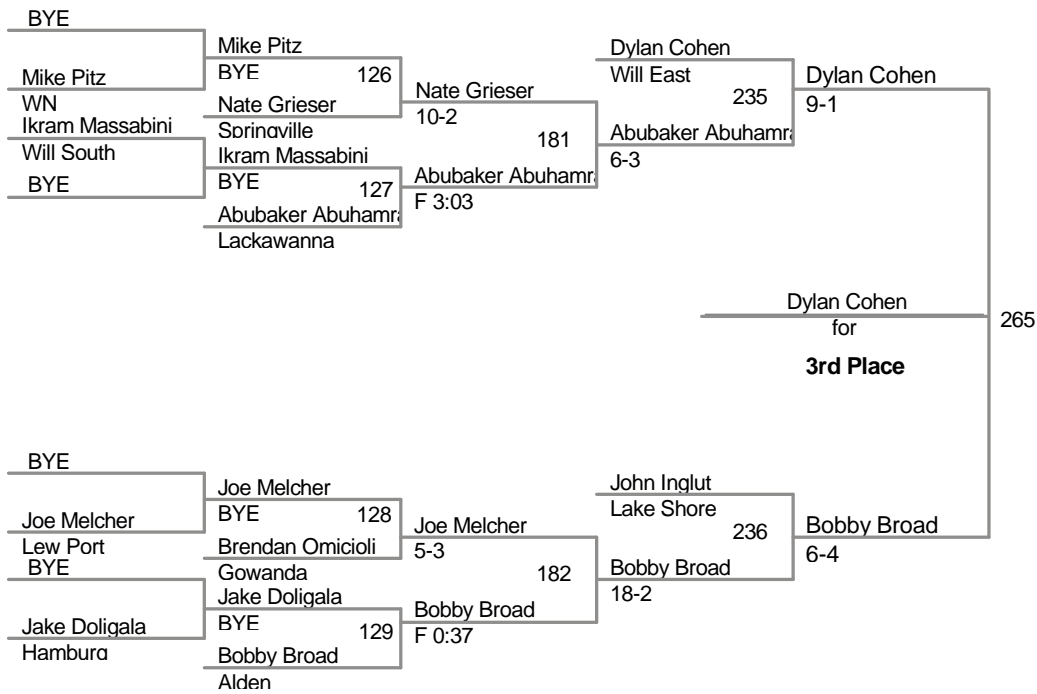 BYE
Mike Pitz
WN
Ikram Massabini
Will South
BYE
Mike Pitz
BYE
126
Nate Grieser
Springville
Ikram Massabini
BYE
127
Abubaker Abuhamra
Lackawanna
Nate Grieser
10-2
181
Abubaker Abuhamra
F 3:03
Dylan Cohen
Will East
235
Abubaker Abuhamra
6-3
Dylan Cohen
9-1
Dylan Cohen
for
3rd Place
265
BYE
Joe Melcher
Lew Port
BYE
Jake Doligala
Hamburg
Joe Melcher
BYE
128
Brendan Omicioli
Gowanda
Jake Doligala
BYE
129
Bobby Broad
Alden
Joe Melcher
5-3
182
Bobby Broad
F 0:37
John Inglut
Lake Shore
236
Bobby Broad
18-2
Bobby Broad
6-4